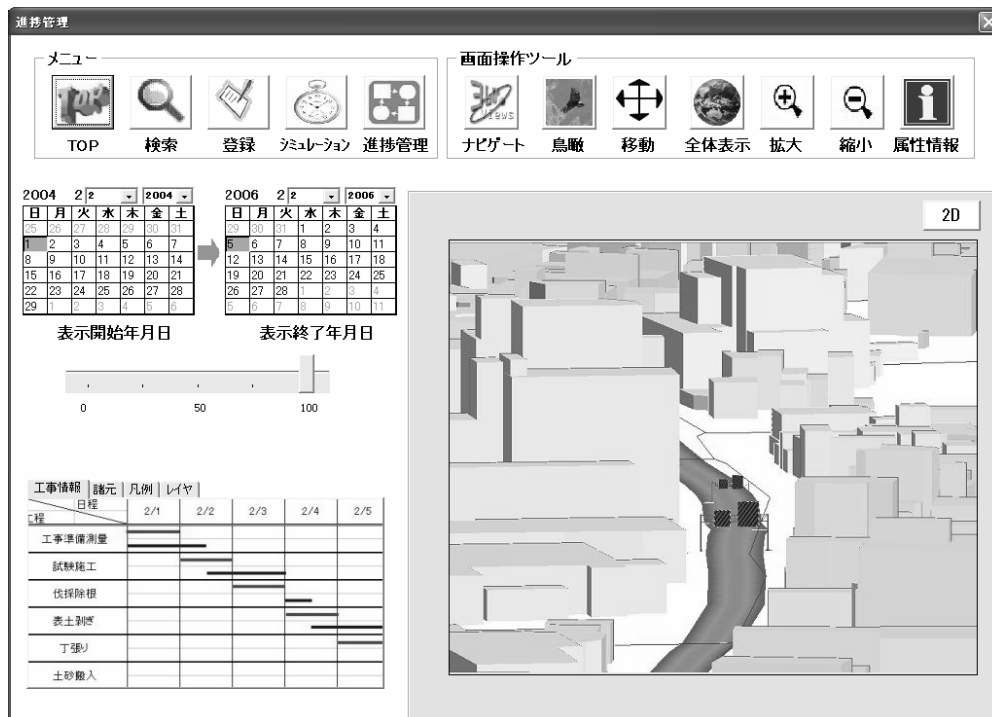 進捗管理
メニュー
TOP
検索
登録
シミュレーション
進捗管理
画面操作ツール
ナビゲート
鳥瞰
移動
全体表示
拡大
縮小
属性情報
2004 2 2 2004
日 月 火 水 木 金 土
25 26 27 28 29 30 31
1 2 3 4 5 6 7
8 9 10 11 12 13 14
15 16 17 18 19 20 21
22 23 24 25 26 27 28
29 1 2 3 4 5 6
表示開始年月日
2006 2 2 2006
日 月 火 水 木 金 土
29 30 31 1 2 3 4
5 6 7 8 9 10 11
12 13 14 15 16 17 18
19 20 21 22 23 24 25
26 27 28 1 2 3 4
5 6 7 8 9 10 11
表示終了年月日
0 50 100
2D
工事情報 諸元 凡例 レイヤ
日程 2/1 2/2 2/3 2/4 2/5
工程
工事準備測量
試験施工
伐採除根
表土剥ぎ
丁張り
土砂搬入